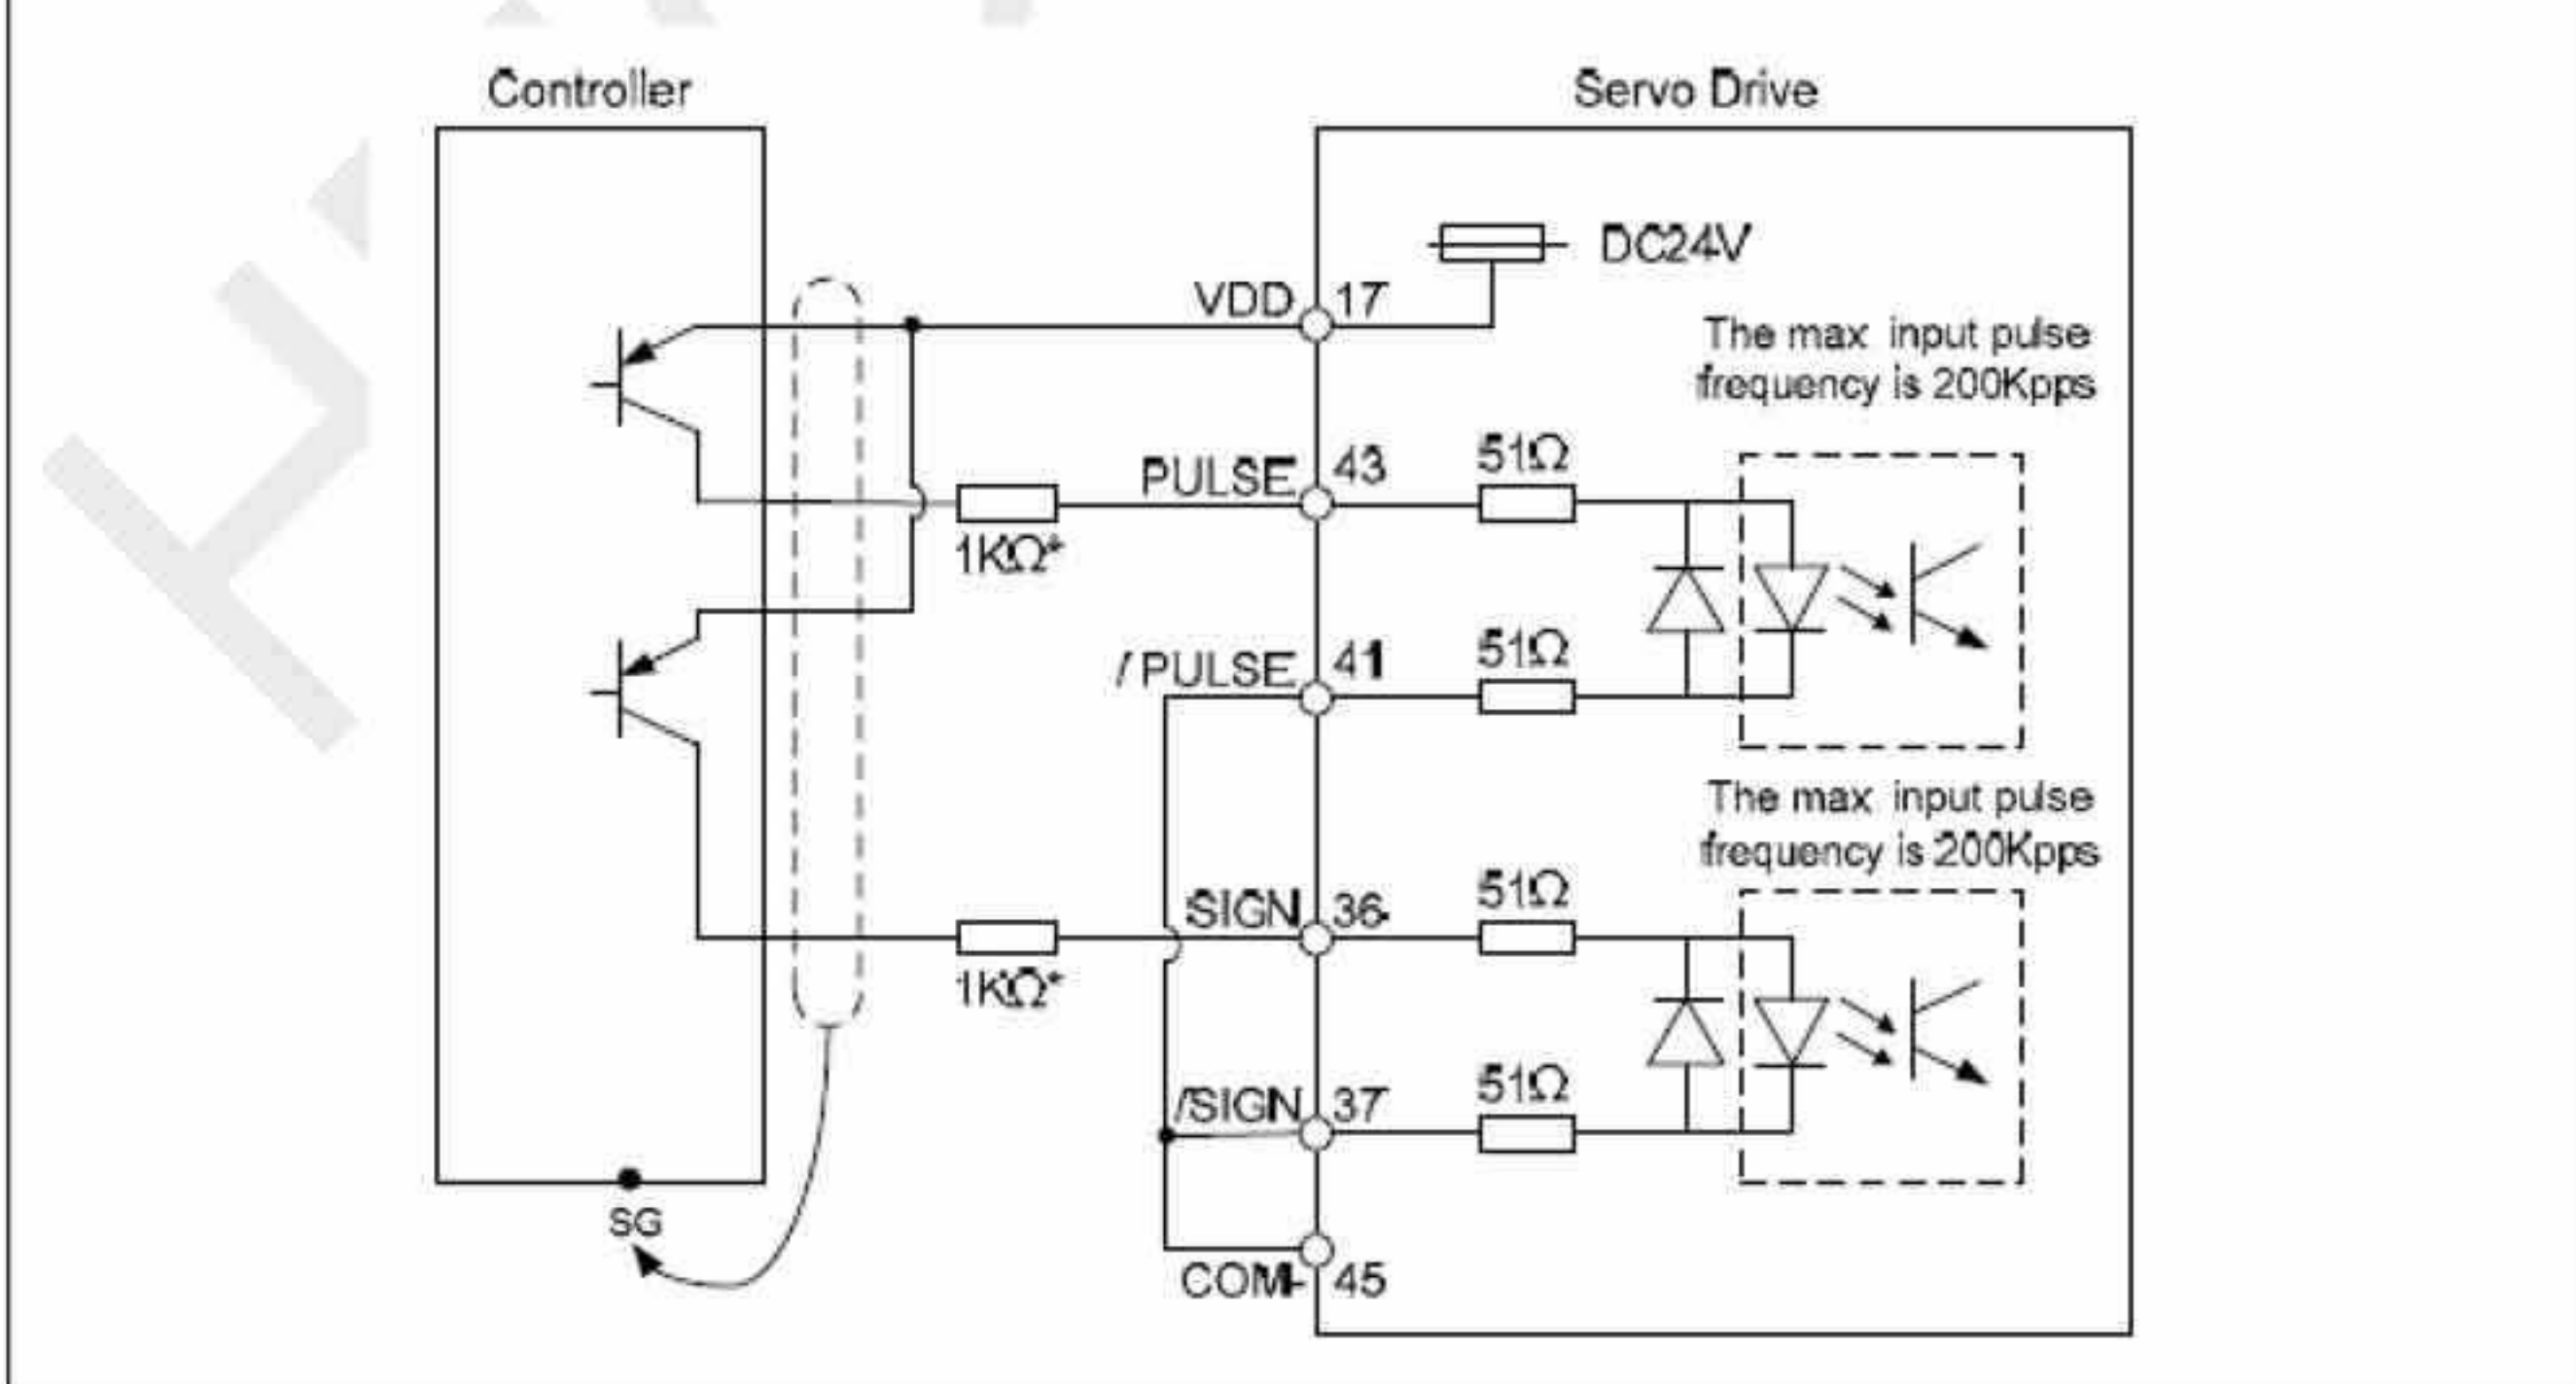 Controller
Servo Drive
DC24V
VDD 17
The max input pulse
frequency is 200Kpps
PULSE 43
51Ω
1KΩ*
/PULSE 41
51Ω
The max input pulse
frequency is 200Kpps
SIGN 36
51Ω
1KΩ*
/SIGN 37
51Ω
SG
COM- 45